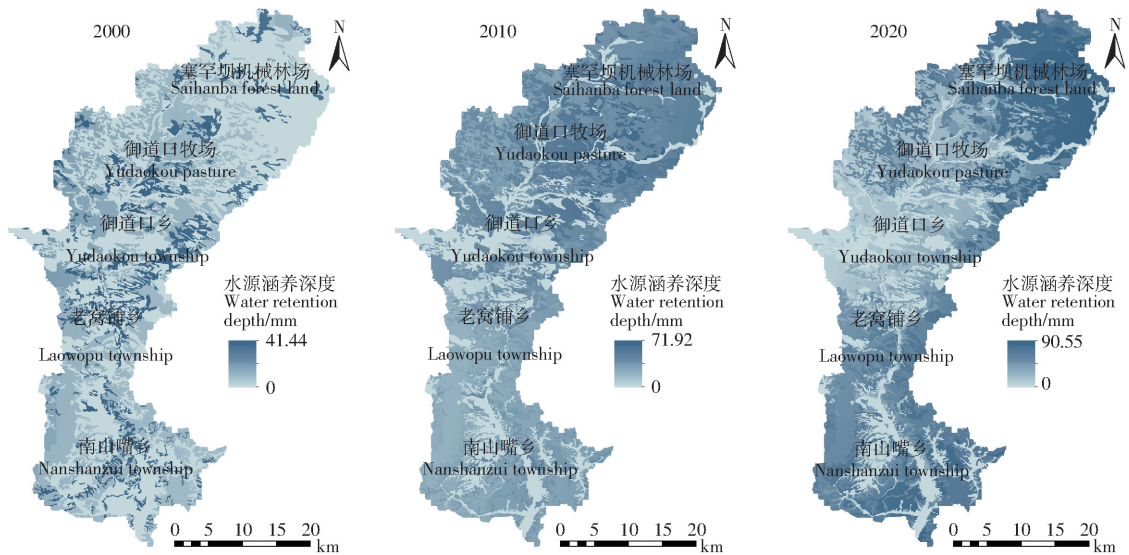 2000
N
塞罕坝机械林场
Saihanba forest land
御道口牧场
Yudaokou pasture
御道口乡
Yudaokou township
水源涵养深度
Water retention
depth/mm
41.44
0
老窝铺乡
Laowopu township
南山嘴乡
Nanshanzui township
0 5 10 15 20
km
2010
N
塞罕坝机械林场
Saihanba forest land
御道口牧场
Yudaokou pasture
御道口乡
Yudaokou township
水源涵养深度
Water retention
depth/mm
71.92
0
老窝铺乡
Laowopu township
南山嘴乡
Nanshanzui township
0 5 10 15 20
km
2020
N
塞罕坝机械林场
Saihanba forest land
御道口牧场
Yudaokou pasture
御道口乡
Yudaokou township
水源涵养深度
Water retention
depth/mm
90.55
0
老窝铺乡
Laowopu township
南山嘴乡
Nanshanzui township
0 5 10 15 20
km